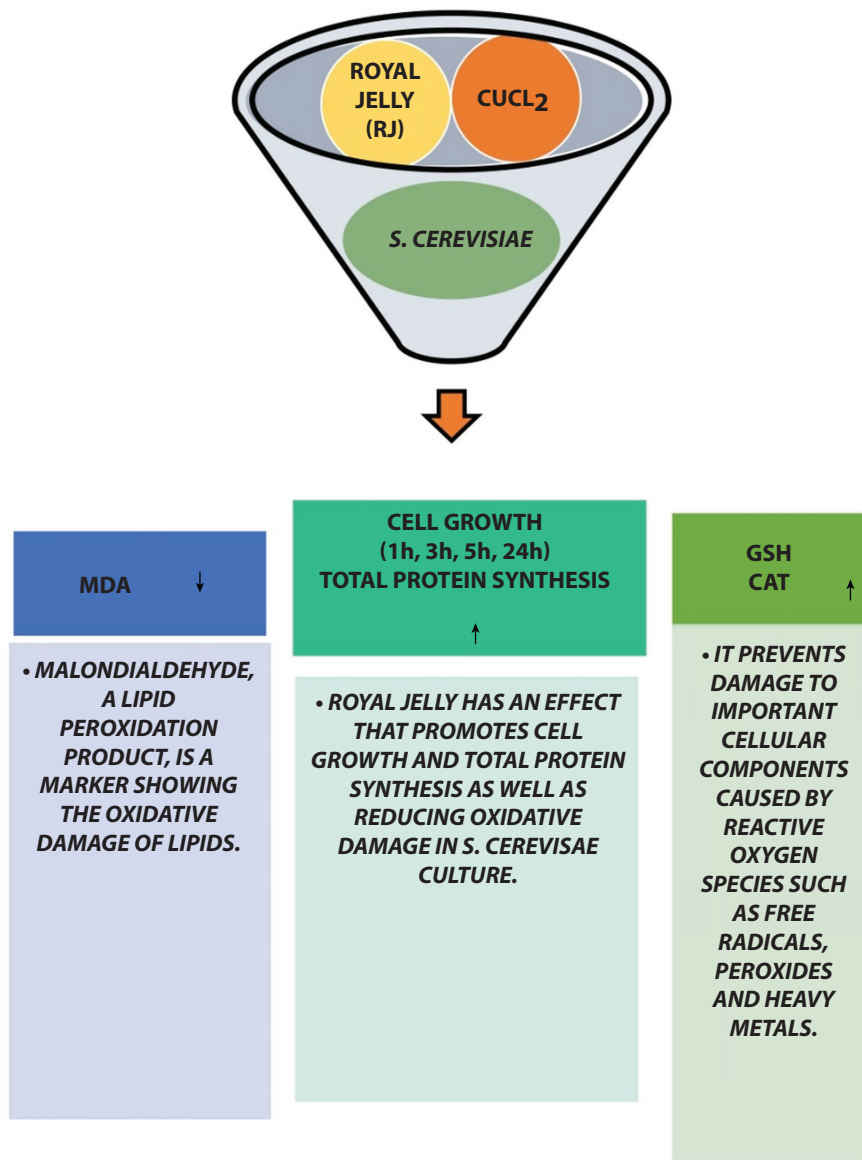 ROYAL
JELLY
(RJ)
CUCL2
S. CEREVISIAE
MDA ↓
• MALONDIALDEHYDE,
A LIPID
PEROXIDATION
PRODUCT, IS A
MARKER SHOWING
THE OXIDATIVE
DAMAGE OF LIPIDS.
CELL GROWTH
(1h, 3h, 5h, 24h)
TOTAL PROTEIN SYNTHESIS
↑
• ROYAL JELLY HAS AN EFFECT
THAT PROMOTES CELL
GROWTH AND TOTAL PROTEIN
SYNTHESIS AS WELL AS
REDUCING OXIDATIVE
DAMAGE IN S. CEREVISAE
CULTURE.
GSH
CAT ↑
• IT PREVENTS
DAMAGE TO
IMPORTANT
CELLULAR
COMPONENTS
CAUSED BY
REACTIVE
OXYGEN
SPECIES SUCH
AS FREE
RADICALS,
PEROXIDES
AND HEAVY
METALS.